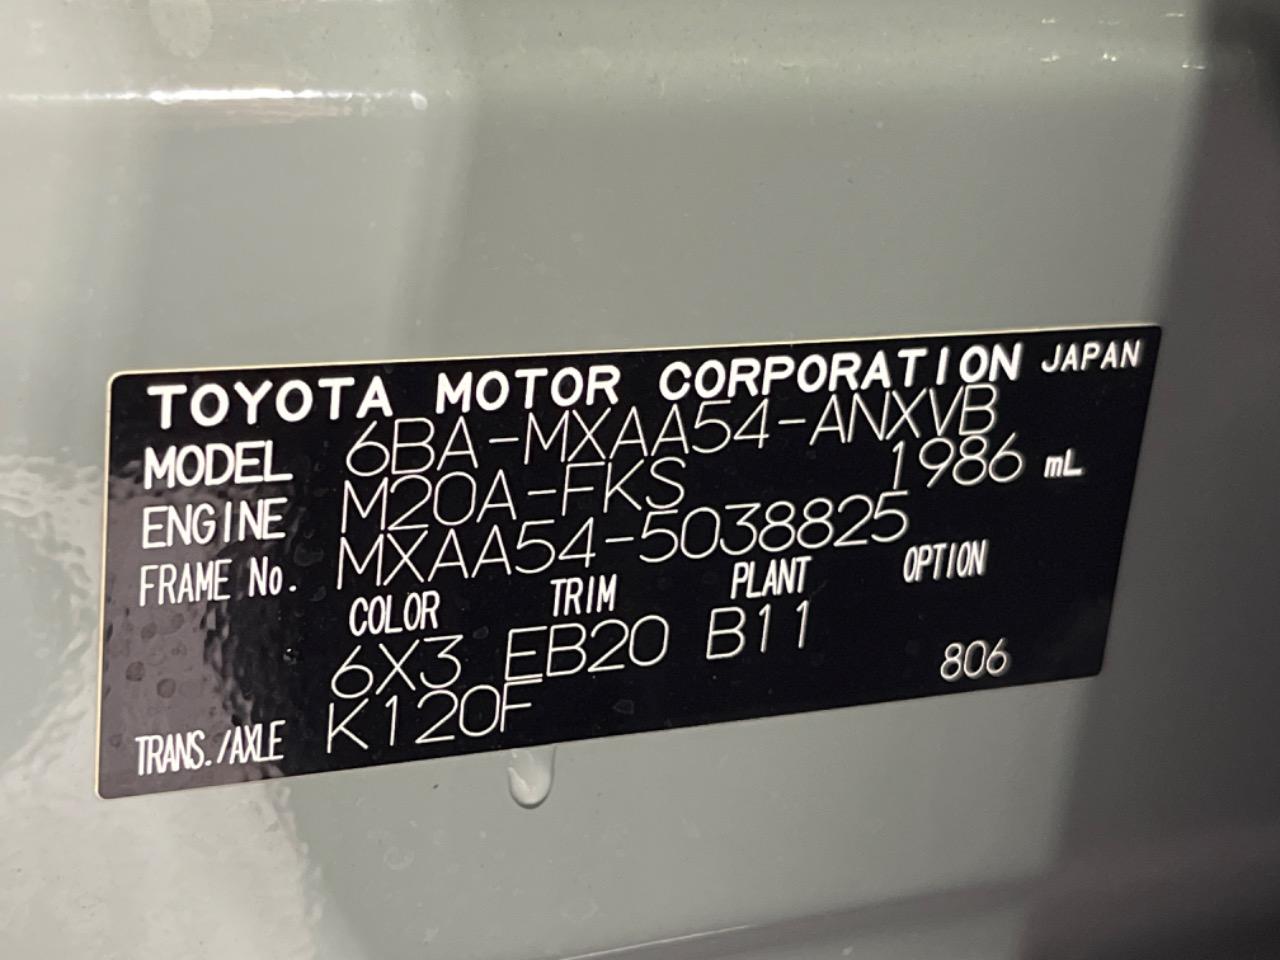 TOYOTA MOTOR CORPORATION JAPAN
MODEL 6BA-MXAA54-ANXVB
ENGINE M20A-FKS 1986 mL
FRAME No. MXAA54-5038825
COLOR TRIM PLANT OPTION
6X3 EB20 B11
TRANS./AXLE K120F 806